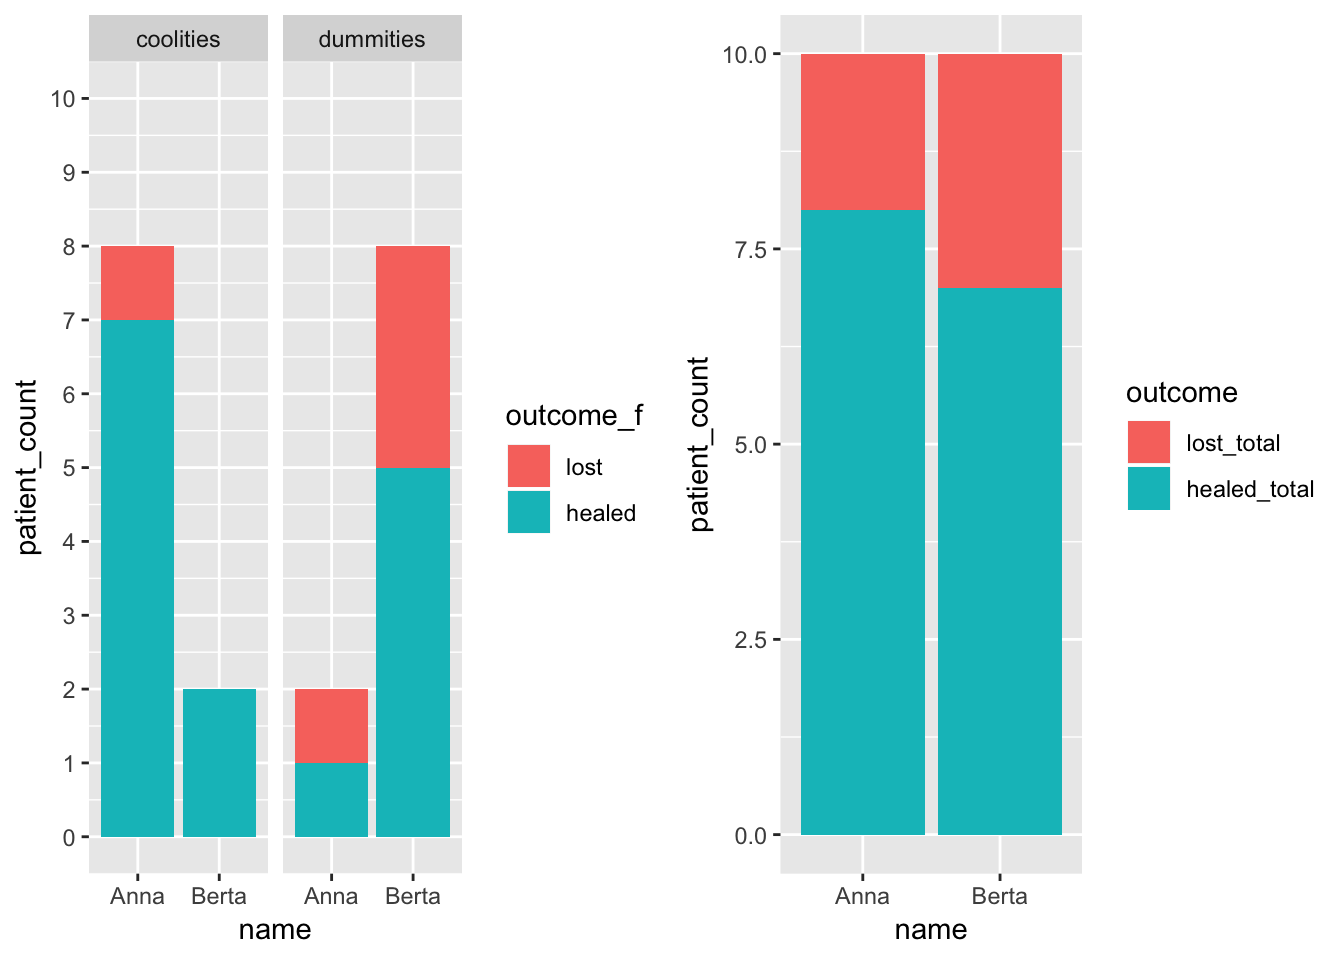 coolities
dummities
10
9
8
7
6
5
4
3
2
1
0
patient_count
Anna
Berta
Anna
Berta
name
outcome_f
lost
healed
10.0
7.5
5.0
2.5
0.0
patient_count
Anna
Berta
name
outcome
lost_total
healed_total